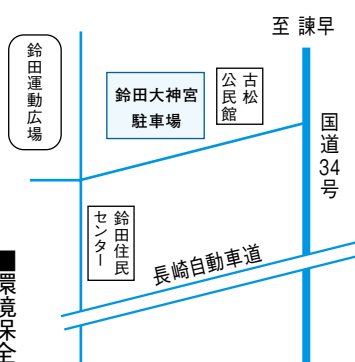 至 諫早
鈴田運動広場
鈴田大神宮
駐車場
古松
公民館
国道34号
鈴田住民
センター
長崎自動車道
■環境保全